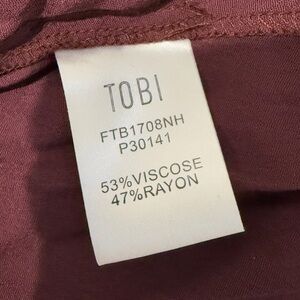 TOBI
FTB1708NH
P30141
53%VISCOSE
47%RAYON